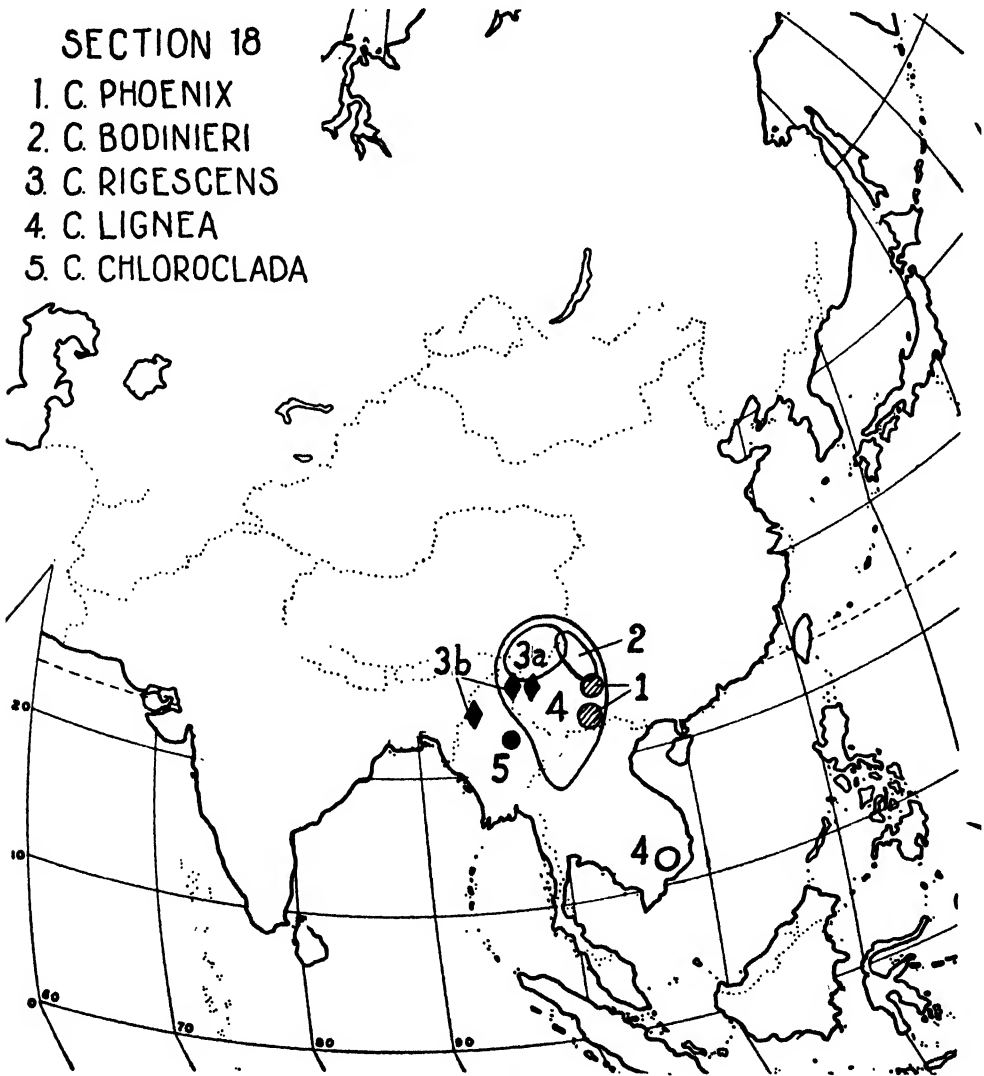 SECTION 18
1. C. PHOENIX
2. C. BODINIERI
3. C. RIGESCENS
4. C. LIGNEA
5. C. CHLOROCLADA
2
3b
3a
1
4
5
20
4
10
0 60
70
80
90